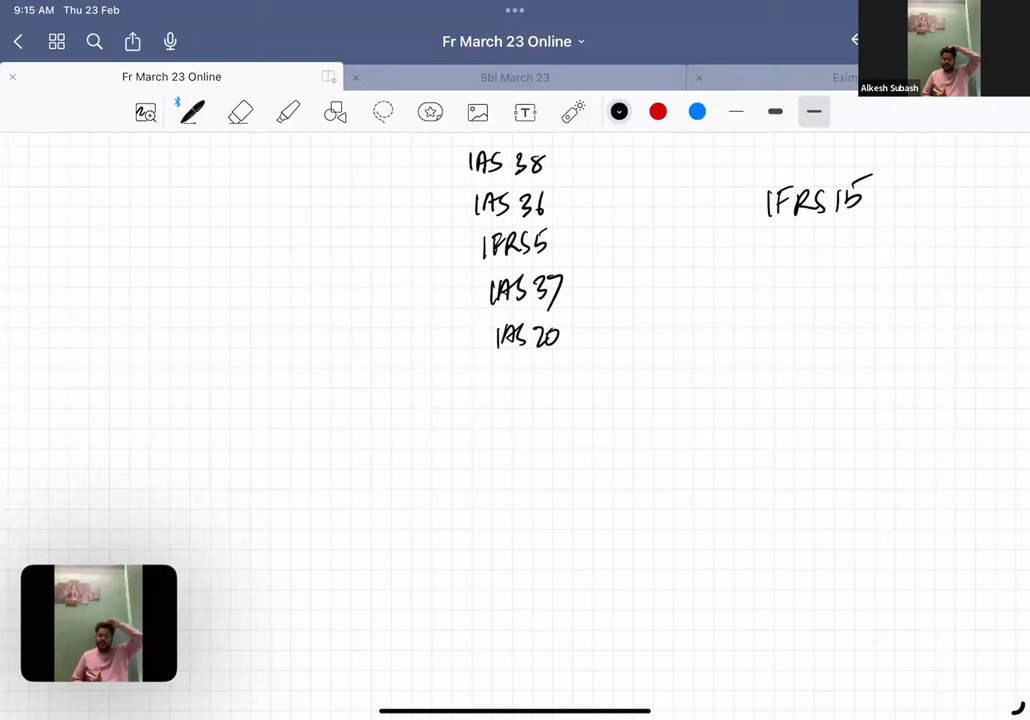 9:15 AM Thu 23 Feb
Fr March 23 Online
Fr March 23 Online
Sbl March 23
Exim
Alkesh Subash
T
IAS 38
IAS 36
IFRS 5
IAS 37
IAS 20
IFRS 15